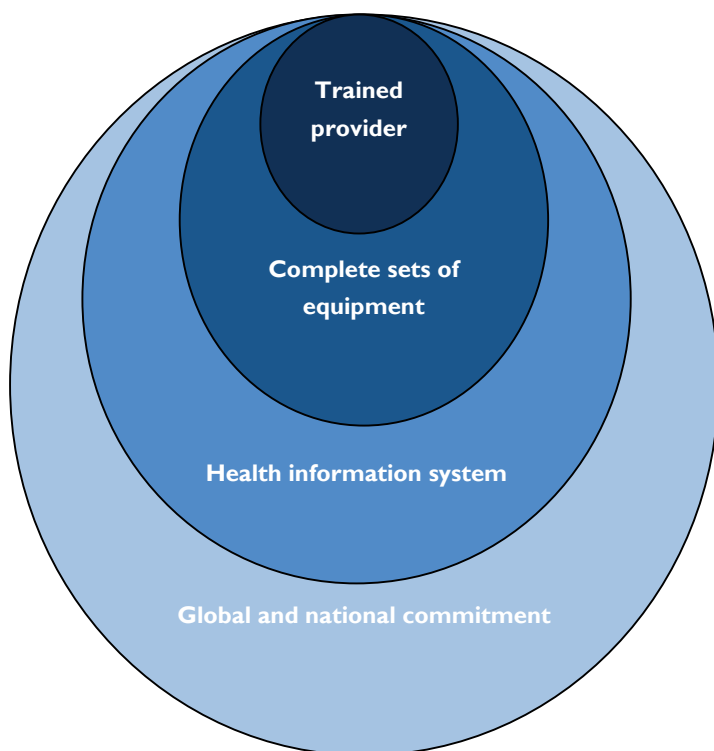 Trained
provider
Complete sets of
equipment
Health information system
Global and national commitment